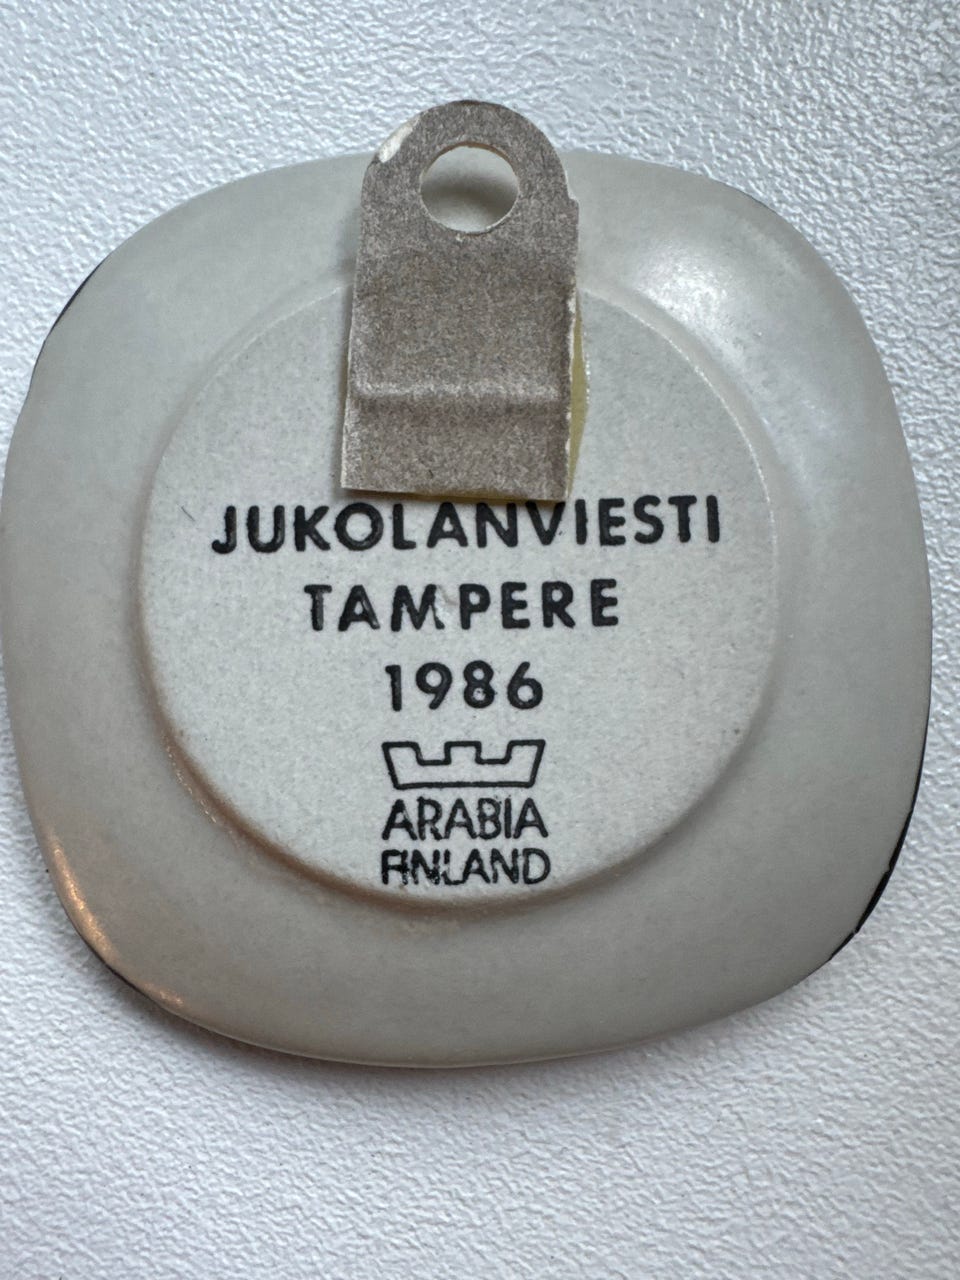 JUKOLANVIESTI
TAMPERE
1986
ARABIA
FINLAND